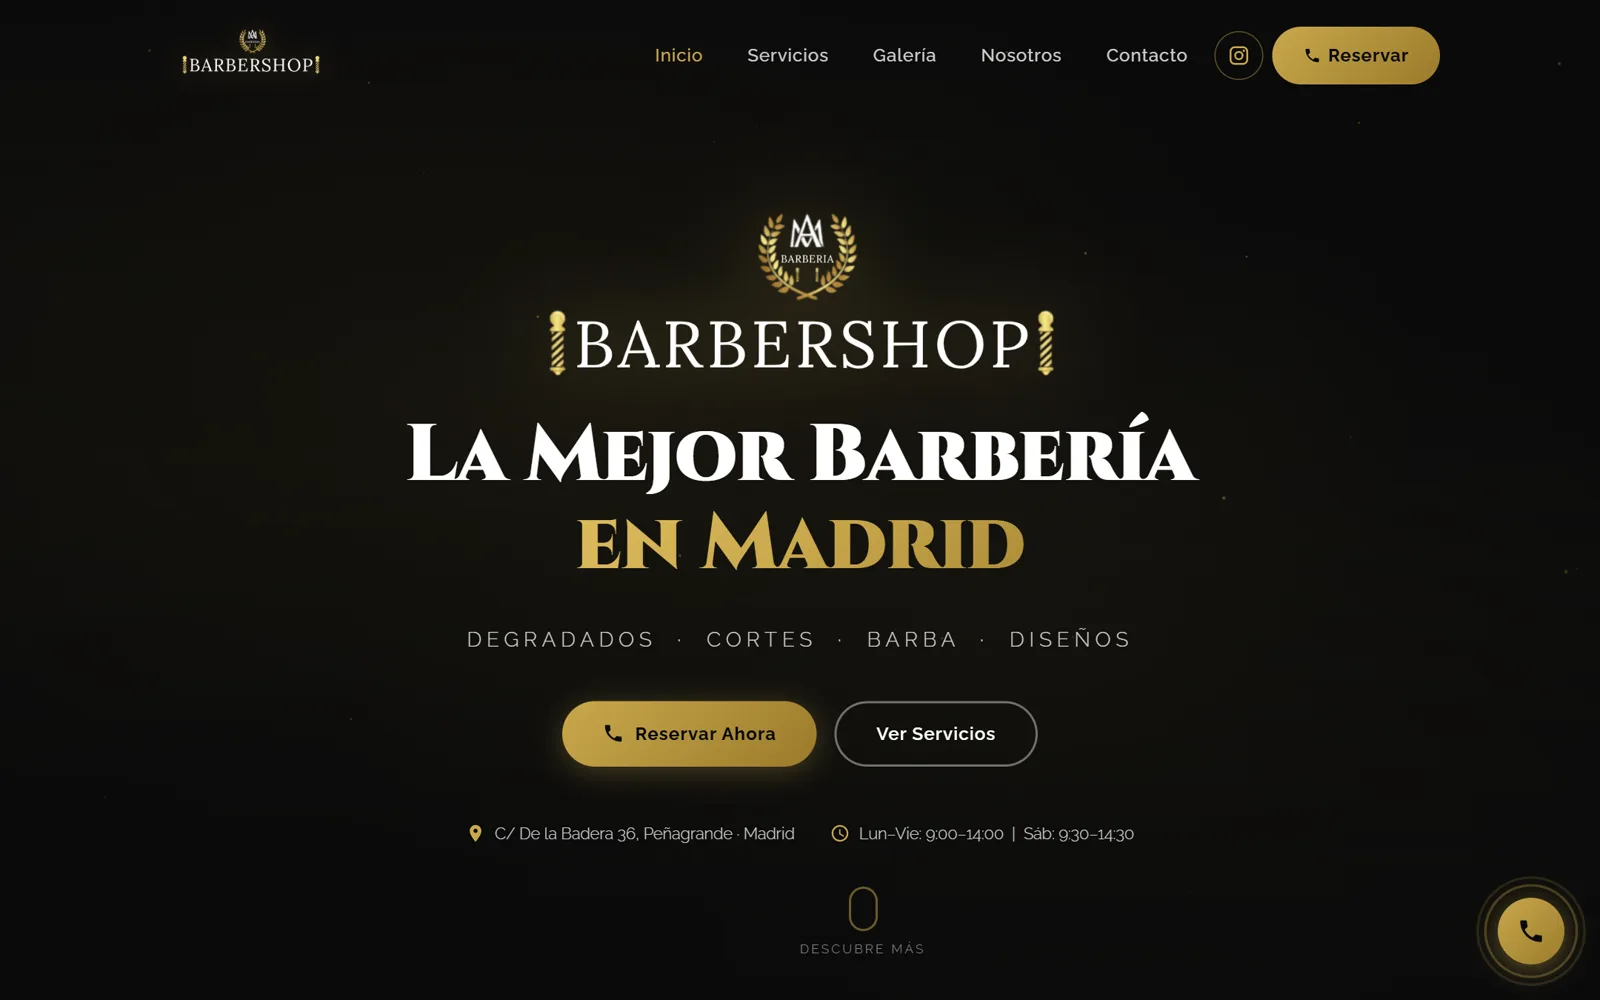 BARBERSHOP
Inicio
Servicios
Galería
Nosotros
Contacto
Reservar
MA
BARBERIA
BARBERSHOP
La Mejor Barbería
en Madrid
DEGRADADOS · CORTES · BARBA · DISEÑOS
Reservar Ahora
Ver Servicios
C/ De la Badera 36, Peñagrande · Madrid
Lun–Vie: 9:00–14:00 | Sáb: 9:30–14:30
DESCUBRE MÁS